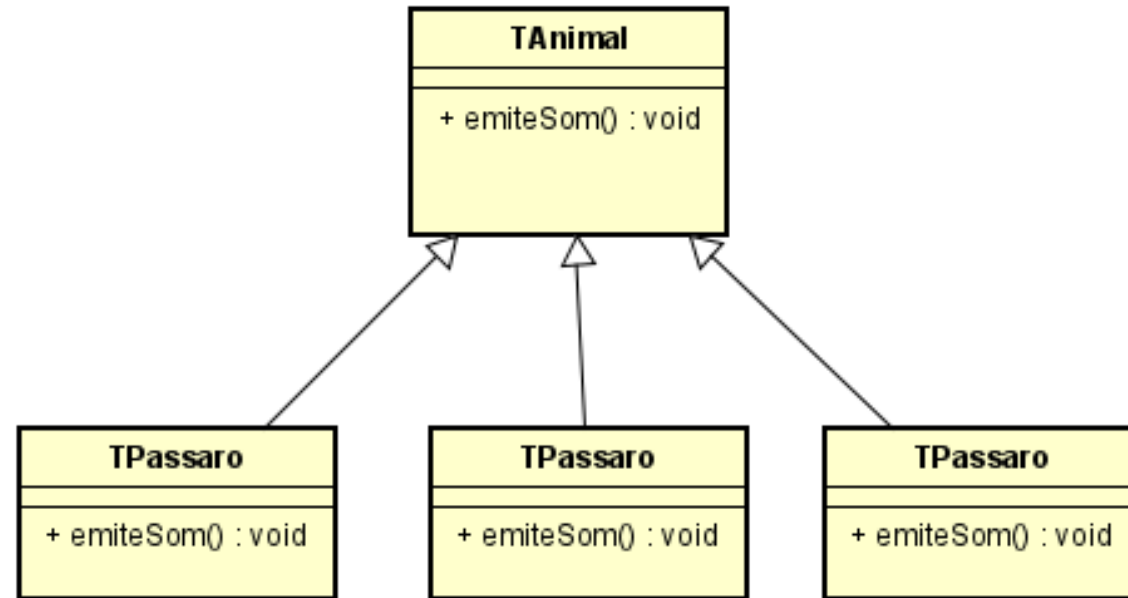 TAnimal
+ emiteSom() : void
TPassaro
+ emiteSom() : void
TPassaro
+ emiteSom() : void
TPassaro
+ emiteSom() : void